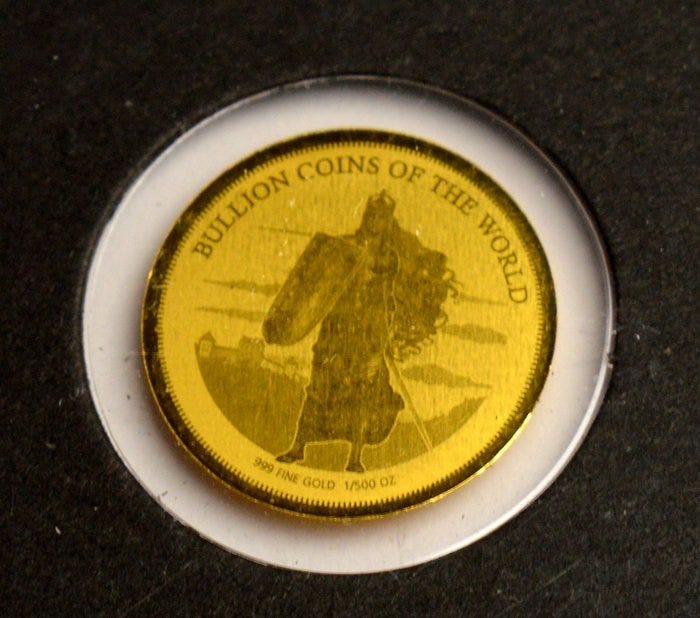 BULLION COINS OF THE WORLD
999 FINE GOLD 1/500 OZ